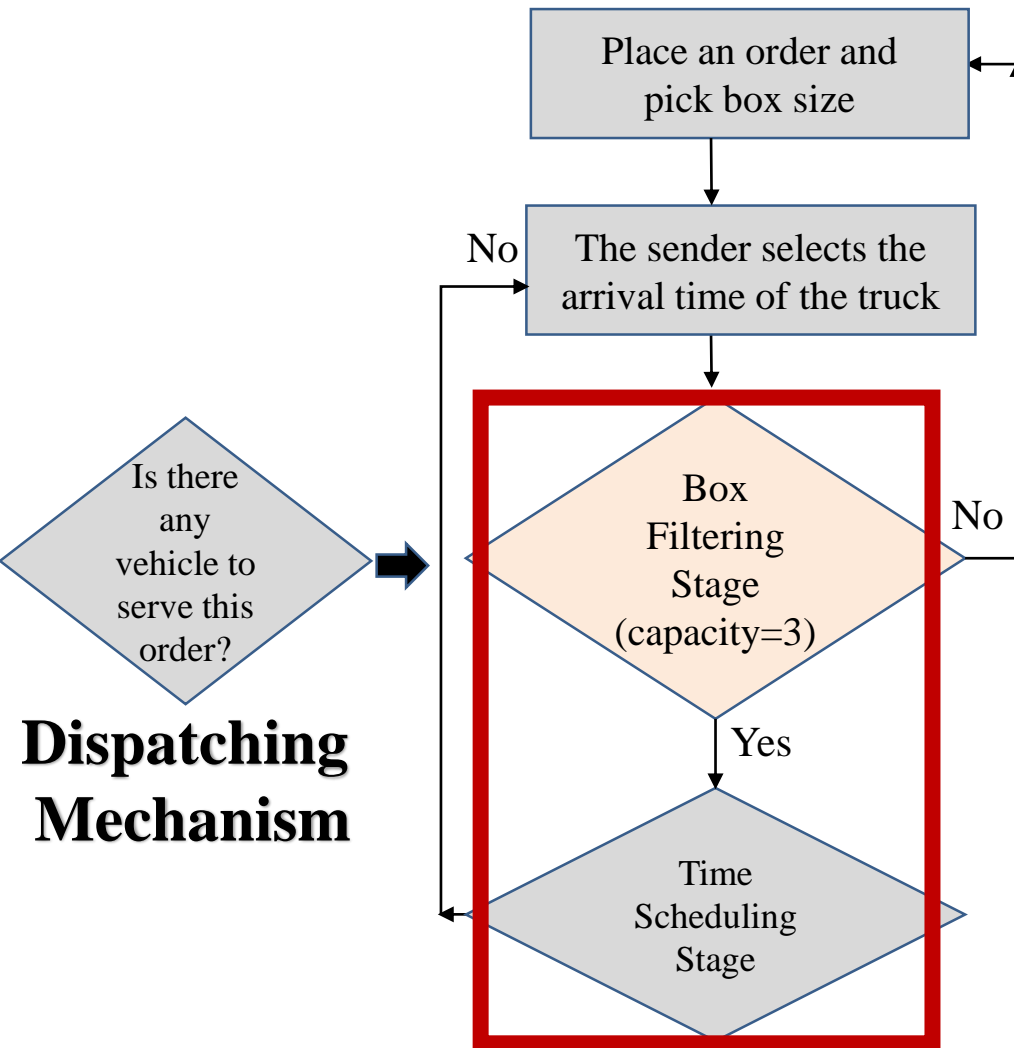 Place an order and
pick box size
No
The sender selects the
arrival time of the truck
Is there
any
vehicle to
serve this
order?
Box
Filtering
Stage
(capacity=3)
No
Yes
Dispatching
Mechanism
Time
Scheduling
Stage